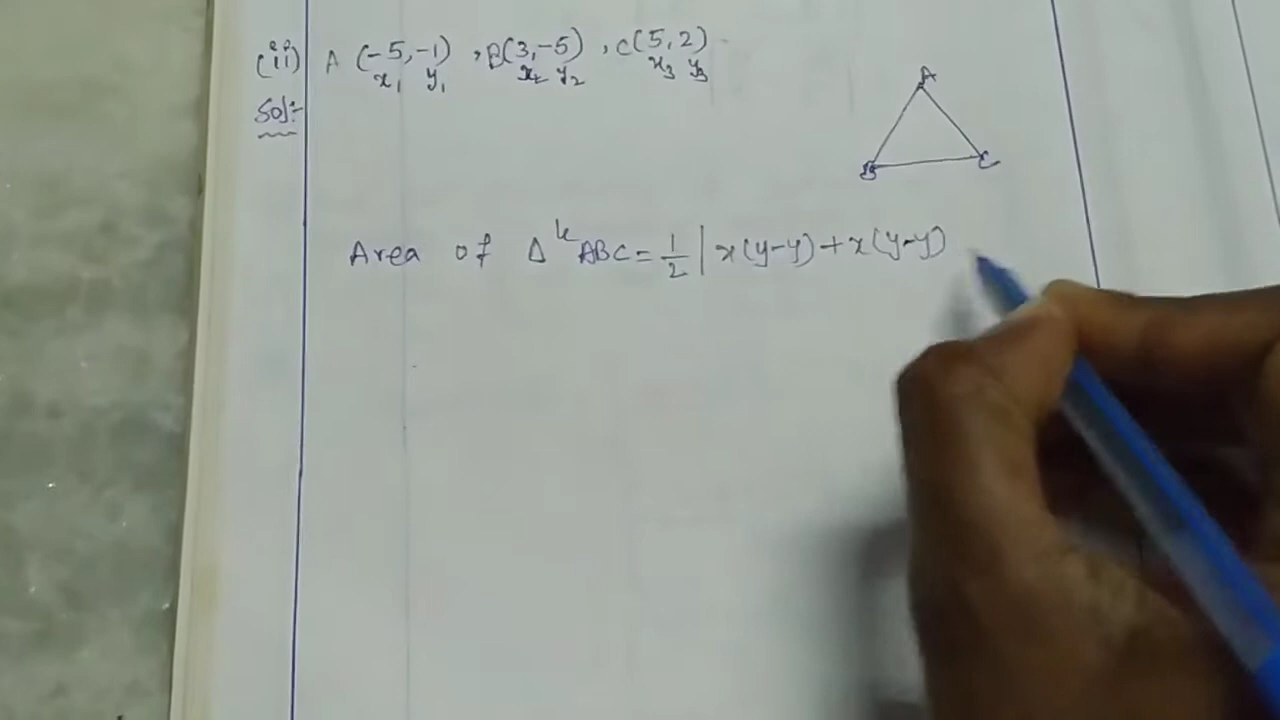 (ii) A (-5,-1) , B(3,-5) , C(5,2)
x₁ y₁ x₂ y₂ x₃ y₃
Sol:-
A
B C
Area of Δˡᵉ ABC = 1/2 | x(y-y) + x(y-y)